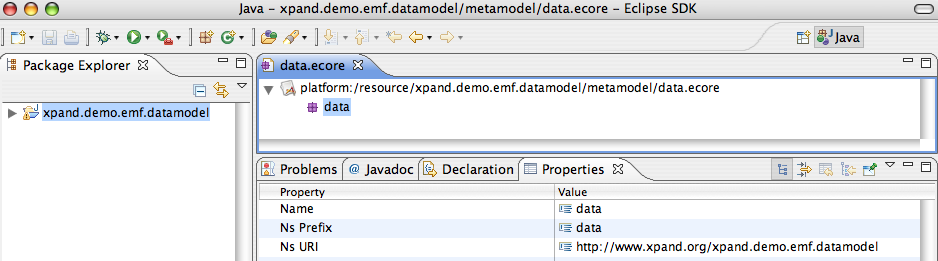 Java – xpand.demo.emf.datamodel/metamodel/data.ecore – Eclipse SDK
Java
Package Explorer
data.ecore
platform:/resource/xpand.demo.emf.datamodel/metamodel/data.ecore
xpand.demo.emf.datamodel
data
Problems @ Javadoc Declaration Properties
Property Value
Name data
Ns Prefix data
Ns URI http://www.xpand.org/xpand.demo.emf.datamodel